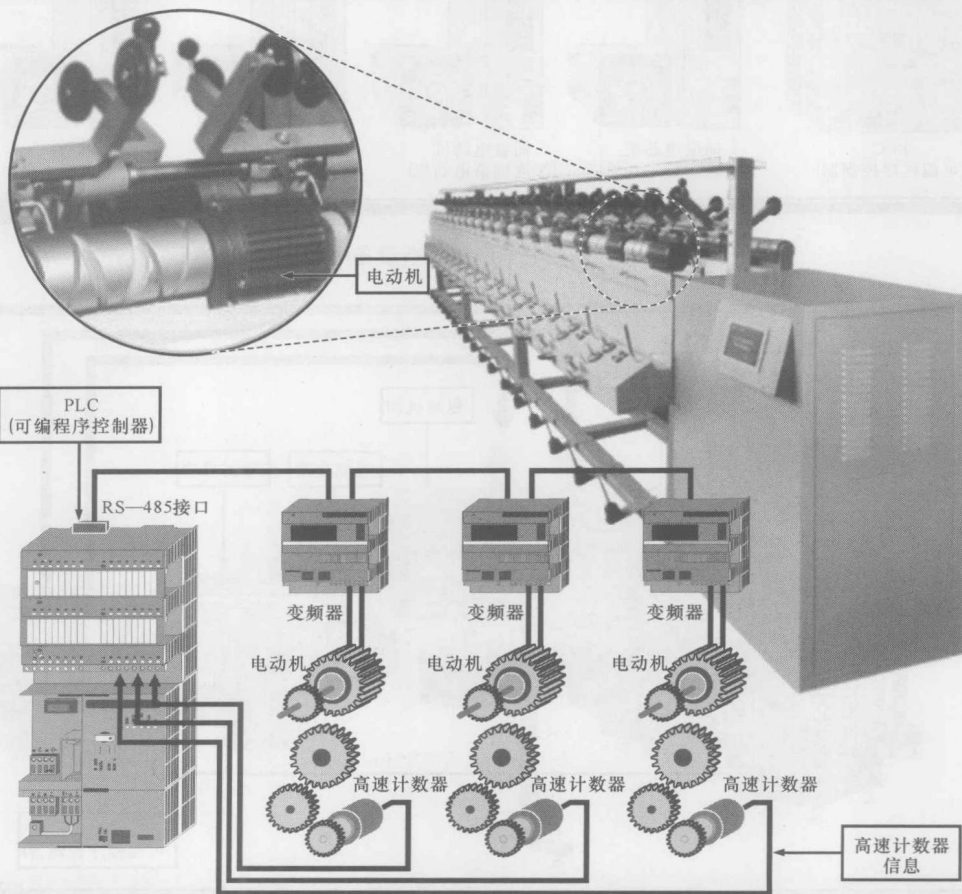 电动机
PLC
(可编程序控制器)
RS—485接口
变频器
变频器
变频器
电动机
电动机
电动机
高速计数器
高速计数器
高速计数器
高速计数器
信息